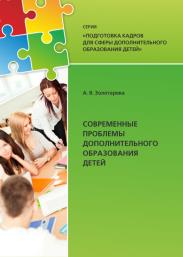 СЕРИЯ
«ПОДГОТОВКА КАДРОВ
ДЛЯ СФЕРЫ ДОПОЛНИТЕЛЬНОГО
ОБРАЗОВАНИЯ ДЕТЕЙ»
А. В. Золотарева
СОВРЕМЕННЫЕ
ПРОБЛЕМЫ
ДОПОЛНИТЕЛЬНОГО
ОБРАЗОВАНИЯ
ДЕТЕЙ